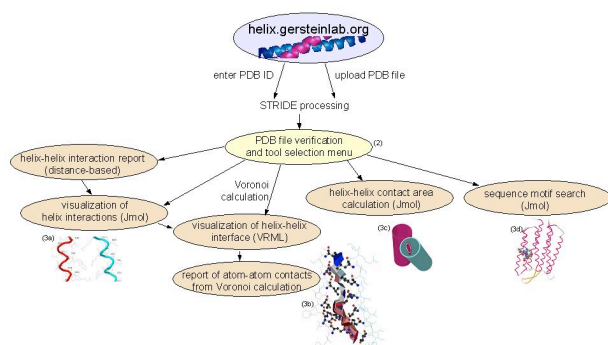 helix.gersteinlab.org
enter PDB ID
upload PDB file
STRIDE processing
PDB file verification
and tool selection menu
(2)
helix-helix interaction report
(distance-based)
Voronoi
calculation
visualization of
helix interactions (Jmol)
helix-helix contact area
calculation (Jmol)
sequence motif search
(Jmol)
visualization of helix-helix
interface (VRML)
(3a)
(3c)
(3d)
report of atom-atom contacts
from Voronoi calculation
(3b)